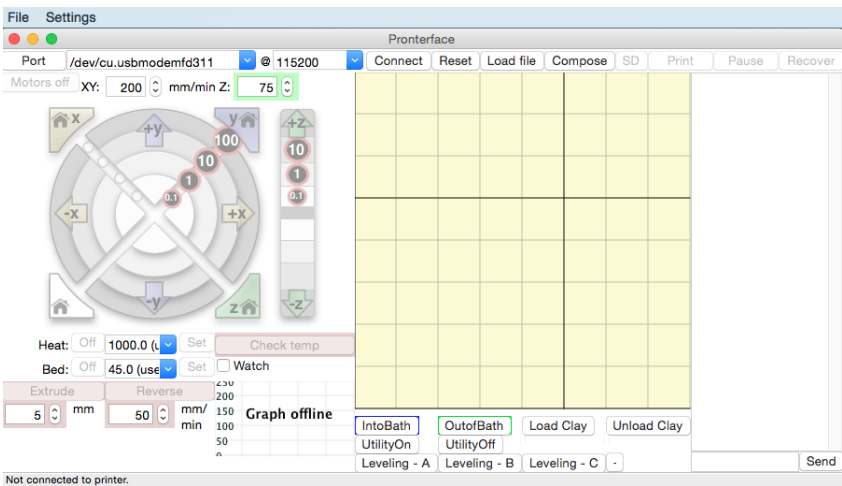 File Settings
Pronterface
Port /dev/cu.usbmodemfd311 @ 115200 Connect Reset Load file Compose SD Print Pause Recover
Motors off XY: 200 mm/min Z: 75
x +y y +z
100 10
10 1
1 0.1
0.1
-x +x
-y z -z
Heat: Off 1000.0 (u Set Check temp
Bed: Off 45.0 (use Set Watch
Extrude Reverse
5 mm 50 mm/min
250
200
150
100
50
0
Graph offline
IntoBath OutofBath Load Clay Unload Clay
UtilityOn UtilityOff
Leveling - A Leveling - B Leveling - C - Send
Not connected to printer.